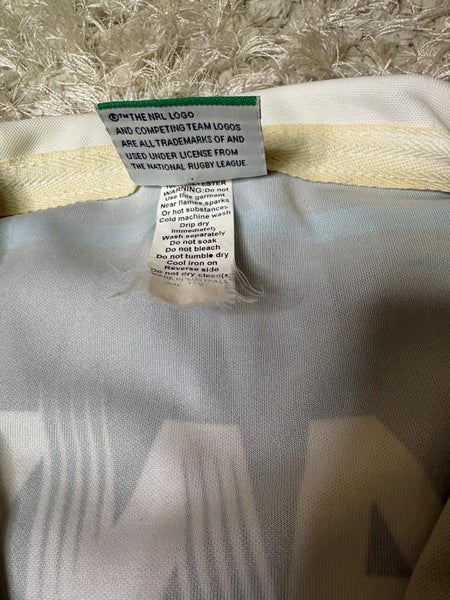 ®™THE NRL LOGO
AND COMPETING TEAM LOGOS
ARE ALL TRADEMARKS OF AND
USED UNDER LICENSE FROM
THE NATIONAL RUGBY LEAGUE.
WARNING: Do not
Use this garment
Near flames,sparks
Or hot substances
Cold machine wash
Drip dry
Immediately
Wash separately
Do not soak
Do not bleach
Do not tumble dry
Cool iron on
Reverse side
Do not dry clean
MADE IN AUSTRALIA